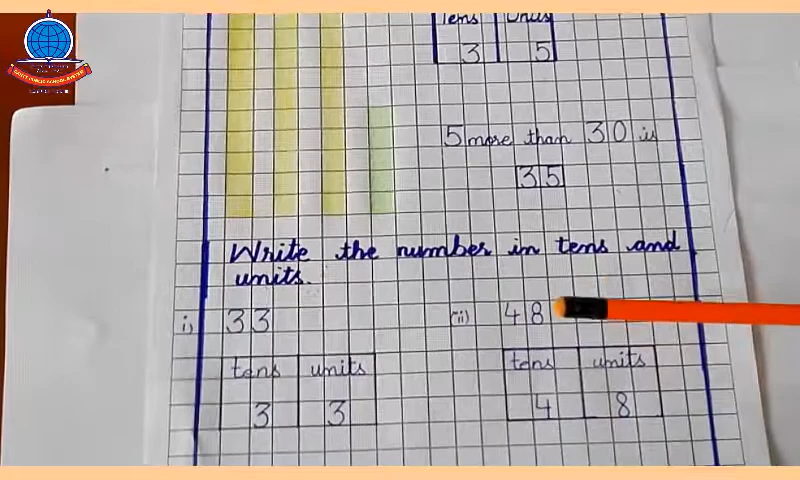 Tens Units
3 5
5 more than 30 is
35
Write the number in tens and
units.
i) 33 (ii) 48
tens units tens units
3 3 4 8